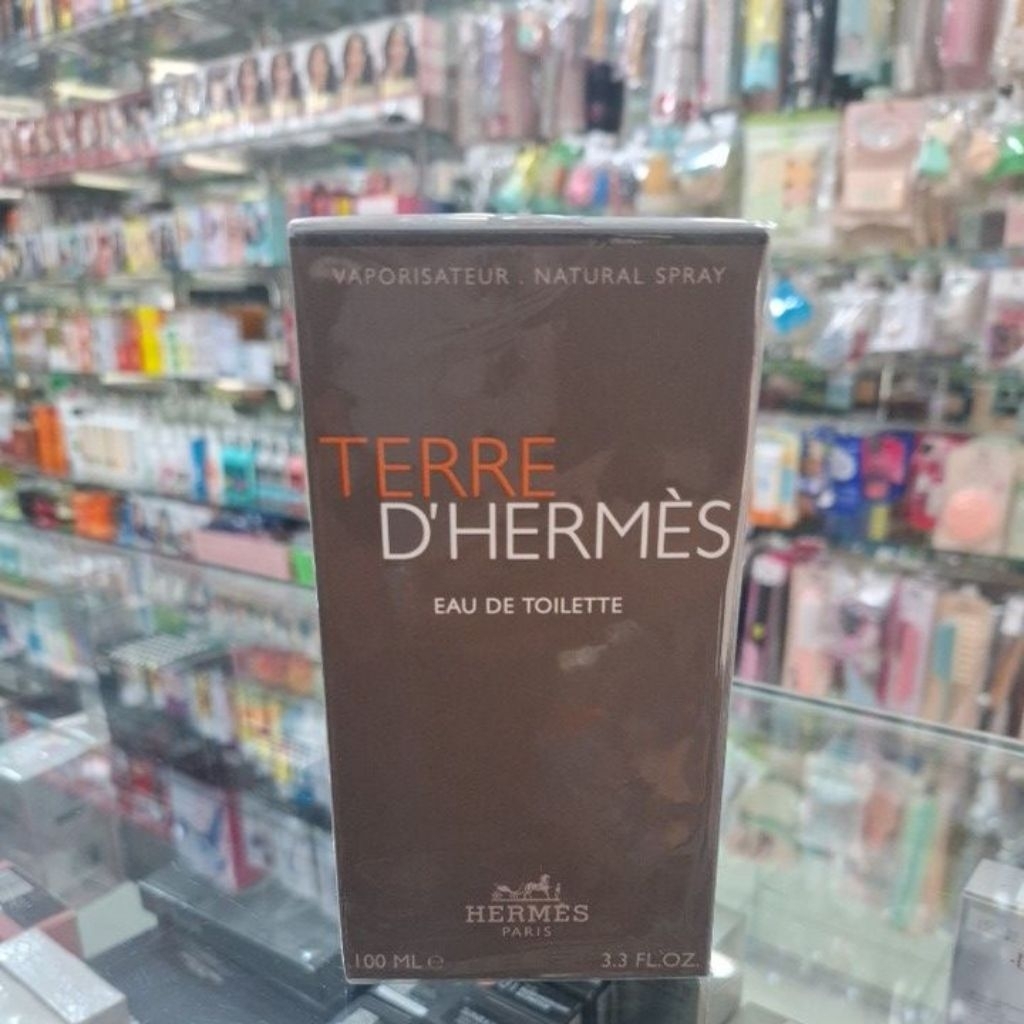 VAPORISATEUR . NATURAL SPRAY
TERRE
D'HERMÈS
EAU DE TOILETTE
HERMÈS
PARIS
100 ML e 3.3 FL.OZ.